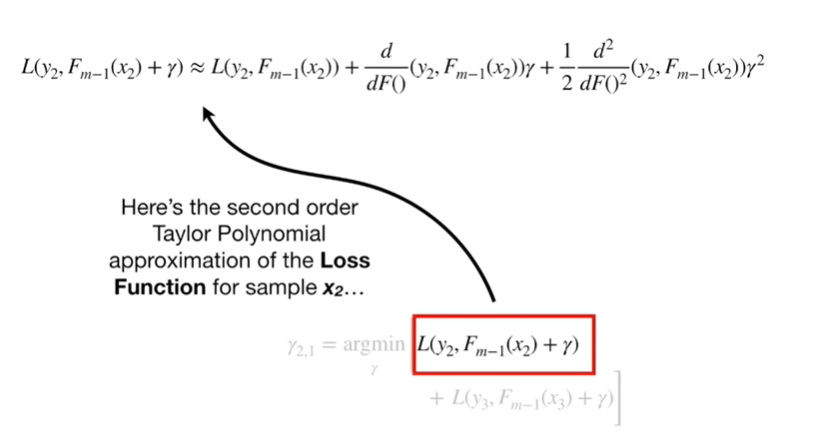 L(y₂, Fₘ₋₁(x₂) + γ) ≈ L(y₂, Fₘ₋₁(x₂)) + d/dF() (y₂, Fₘ₋₁(x₂))γ + 1/2 d²/dF()² (y₂, Fₘ₋₁(x₂))γ²
Here’s the second order
Taylor Polynomial
approximation of the Loss
Function for sample x₂…
γ₂,₁ = argmin L(y₂, Fₘ₋₁(x₂) + γ)
γ
+ L(y₃, Fₘ₋₁(x₃) + γ)]